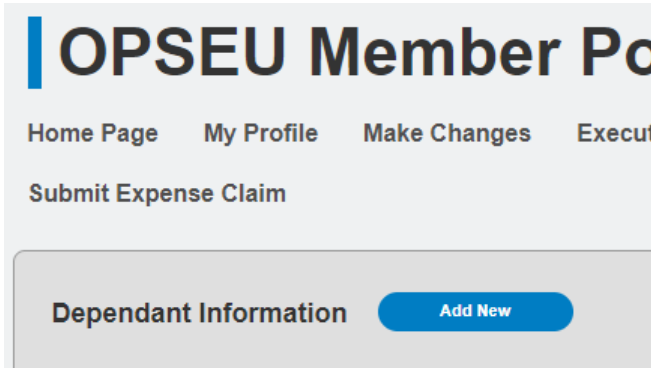 OPSEU Member Po
Home Page My Profile Make Changes Execut
Submit Expense Claim
Dependant Information Add New